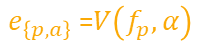 e_{p,a} =V(f_p, α)